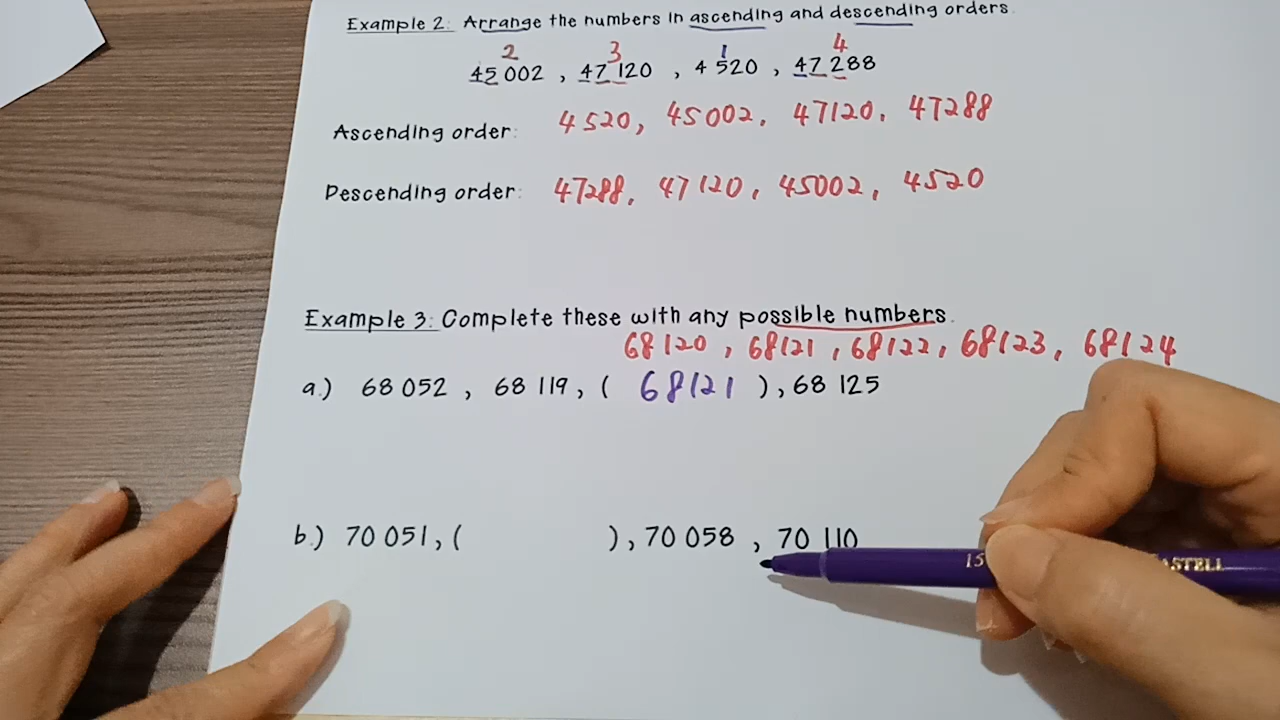 Example 2: Arrange the numbers in ascending and descending orders.
2 3 1 4
45 002 , 47 120 , 4 520 , 47 288
Ascending order: 4520, 45002, 47120, 47288
Descending order: 47288, 47120, 45002, 4520
Example 3: Complete these with any possible numbers.
68120, 68121, 68122, 68123, 68124
a.) 68 052 , 68 119, ( 68121 ), 68 125
b.) 70 051, ( ), 70 058 , 70 110
15